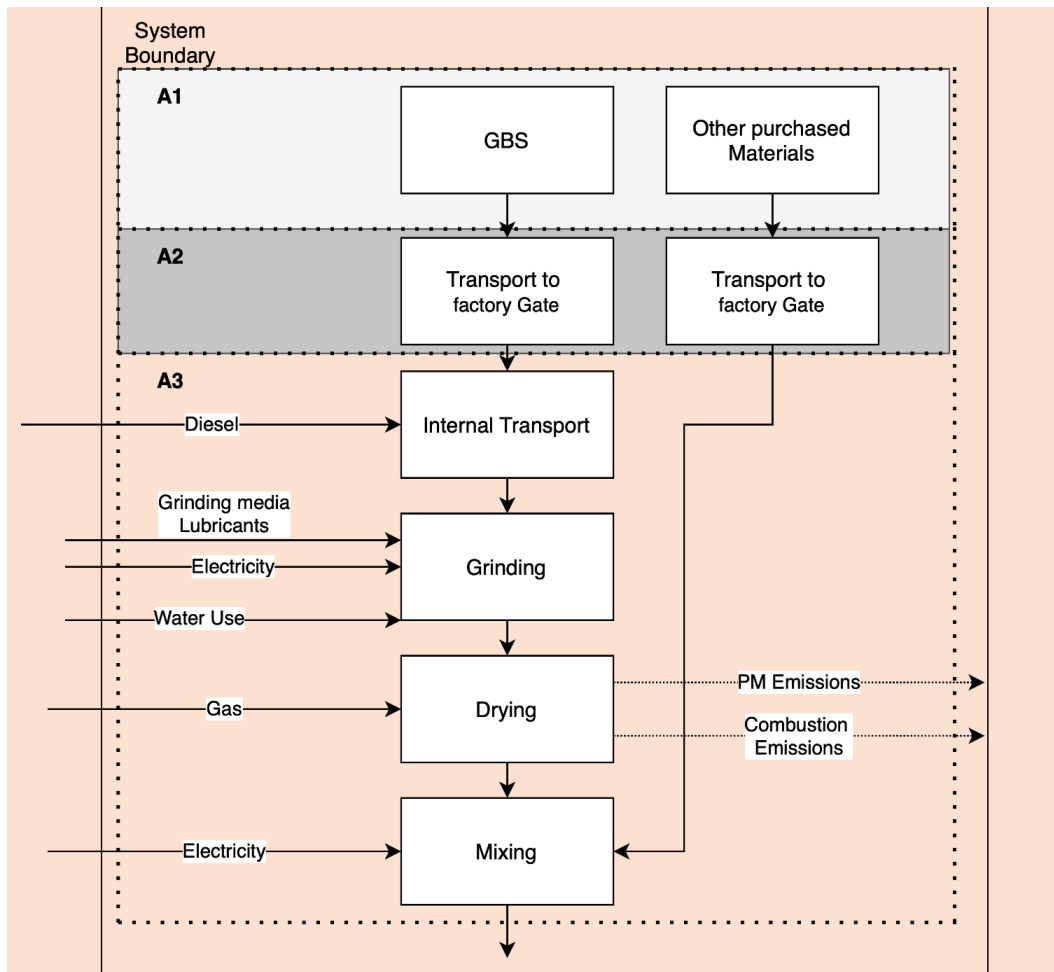 System
Boundary
A1
GBS
Other purchased
Materials
A2
Transport to
factory Gate
Transport to
factory Gate
A3
Diesel
Internal Transport
Grinding media
Lubricants
Electricity
Grinding
Water Use
PM Emissions
Gas
Drying
Combustion
Emissions
Electricity
Mixing